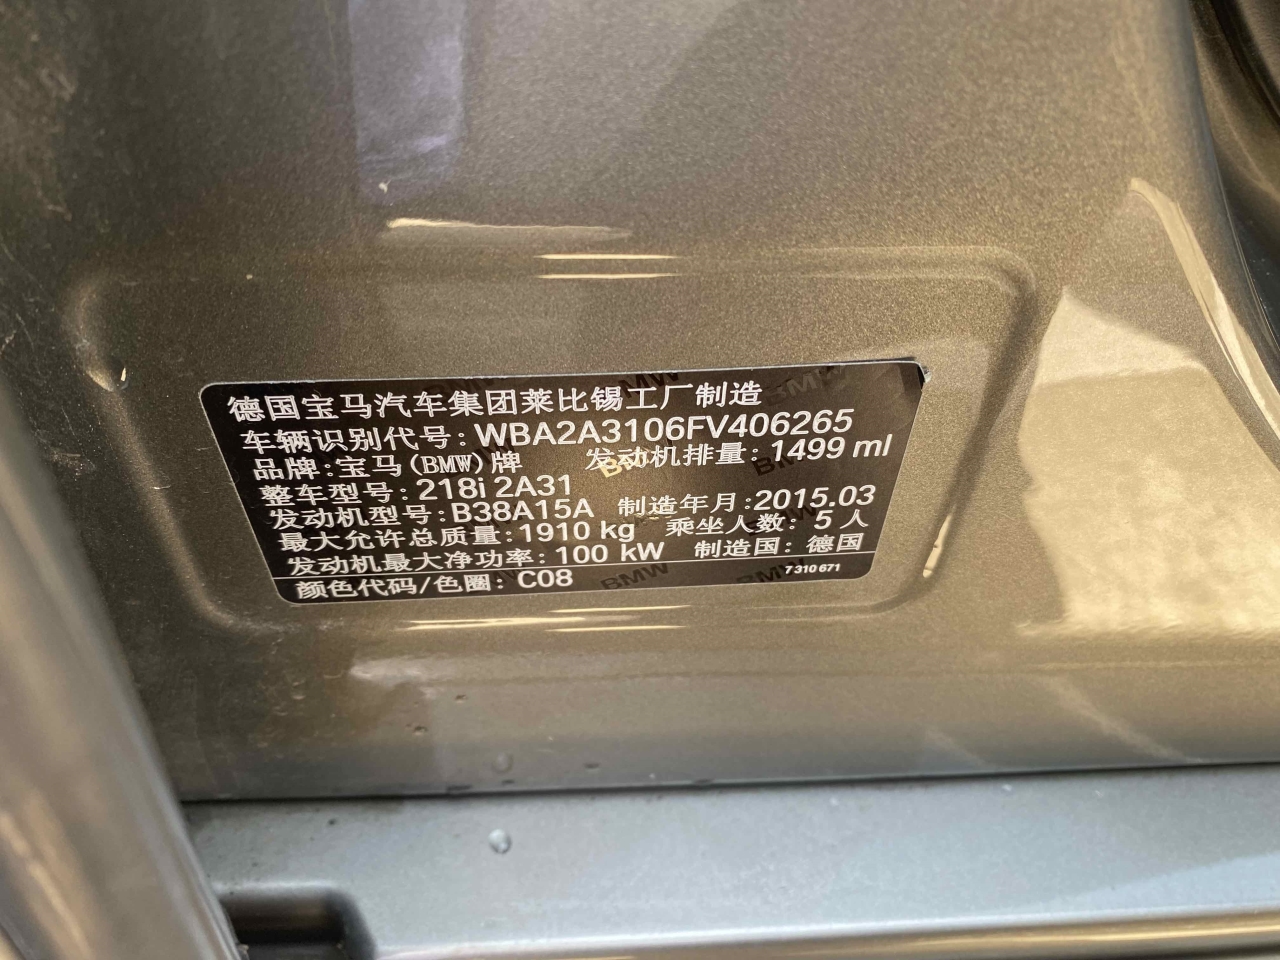 德国宝马汽车集团莱比锡工厂制造
车辆识别代号: WBA2A3106FV406265
品牌: 宝马(BMW)牌 发动机排量: 1499 ml
整车型号: 218i 2A31
发动机型号: B38A15A 制造年月: 2015.03
最大允许总质量: 1910 kg 乘坐人数: 5 人
发动机最大净功率: 100 kW 制造国: 德国
颜色代码/色圈: C08 7310671